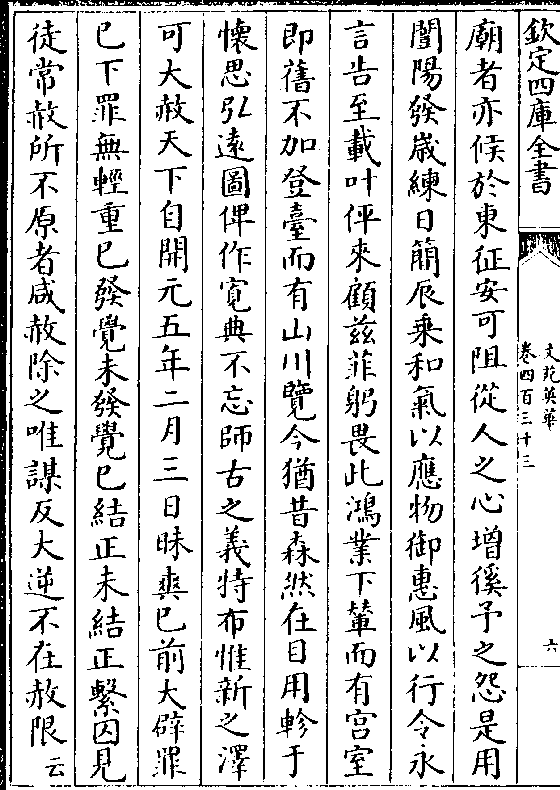 欽定四庫全書
文苑英華
卷四百三十三
六
廟者亦俟於東征安可阻從人之心增徯予之怨是用
闓陽發歲練日簡辰乗和氣以應物御惠風以行令永
言告至載叶伻來顧兹菲躬畏此鴻業下輦而有宫室
即舊不加登臺而有山川覽今猶昔森然在目用軫于
懷思弘遠圖俾作寛典不忘師古之義特布惟新之澤
可大赦天下自開元五年二月三日昧爽已前大辟罪
已下罪無輕重已發覺未發覺已結正未結正繫囚見
徒常赦所不原者咸赦除之唯謀反大逆不在赦限云